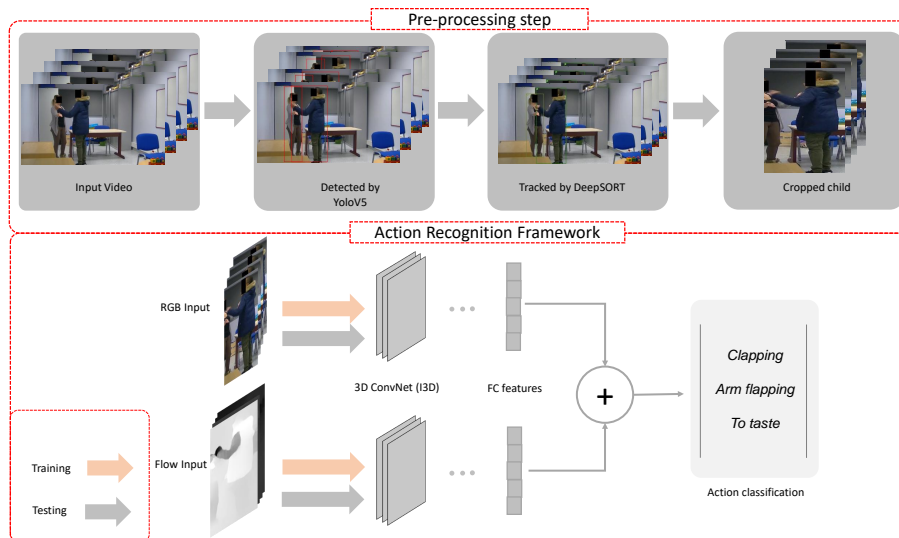 Pre-processing step
Input Video
Detected by
YoloV5
Tracked by DeepSORT
Cropped child
Action Recognition Framework
RGB Input
3D ConvNet (I3D)
FC features
+
Clapping
Arm flapping
To taste
Action classification
Flow Input
Training
Testing